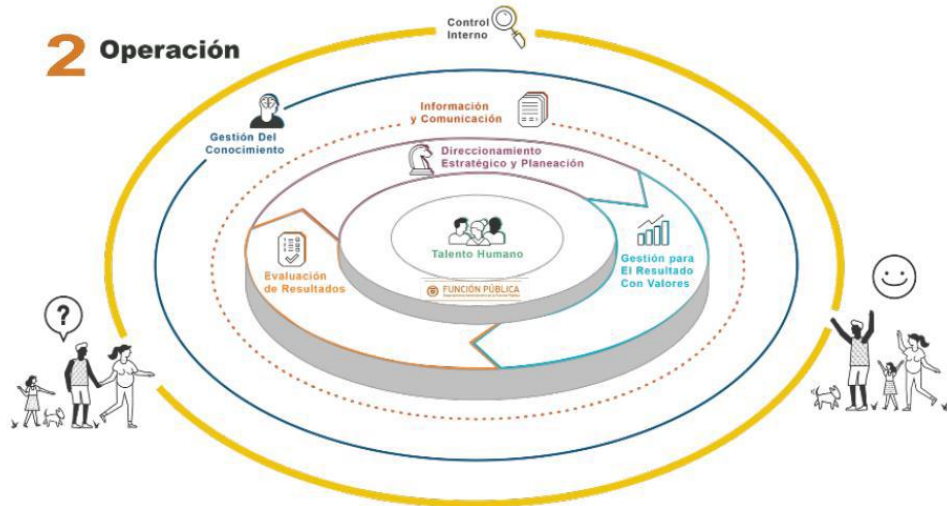 2 Operación
Control
Interno
Información
y Comunicación
Gestión Del
Conocimiento
Direccionamiento
Estratégico y Planeación
Talento Humano
Gestión para
El Resultado
Con Valores
Evaluación
de Resultados
FUNCIÓN PÚBLICA
?